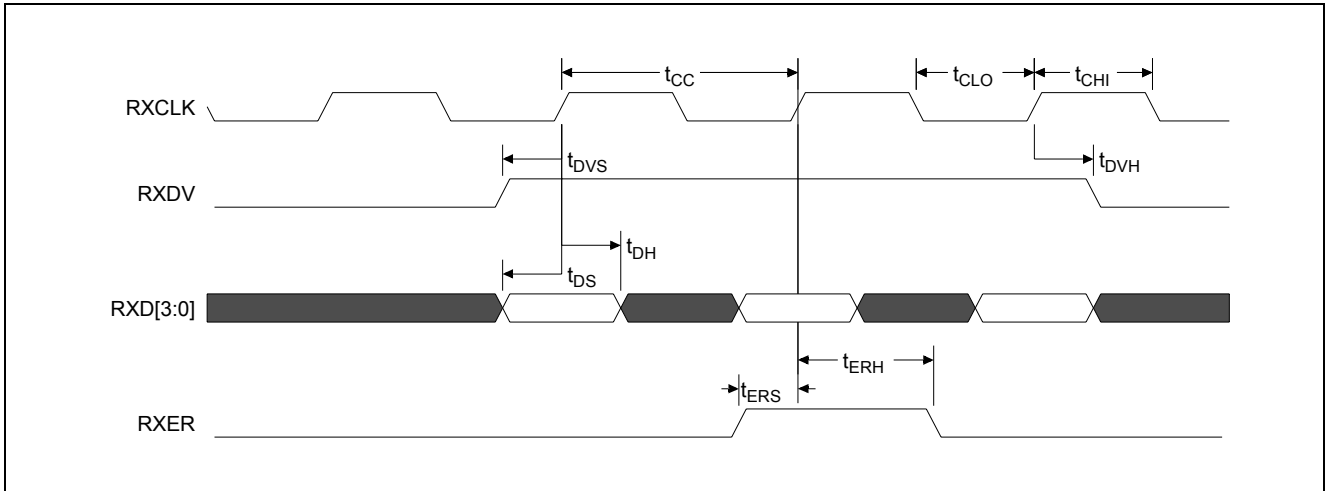 tCC
tCLO
tCHI
RXCLK
tDVS
tDVH
RXDV
tDH
tDS
RXD[3:0]
tERH
tERS
RXER